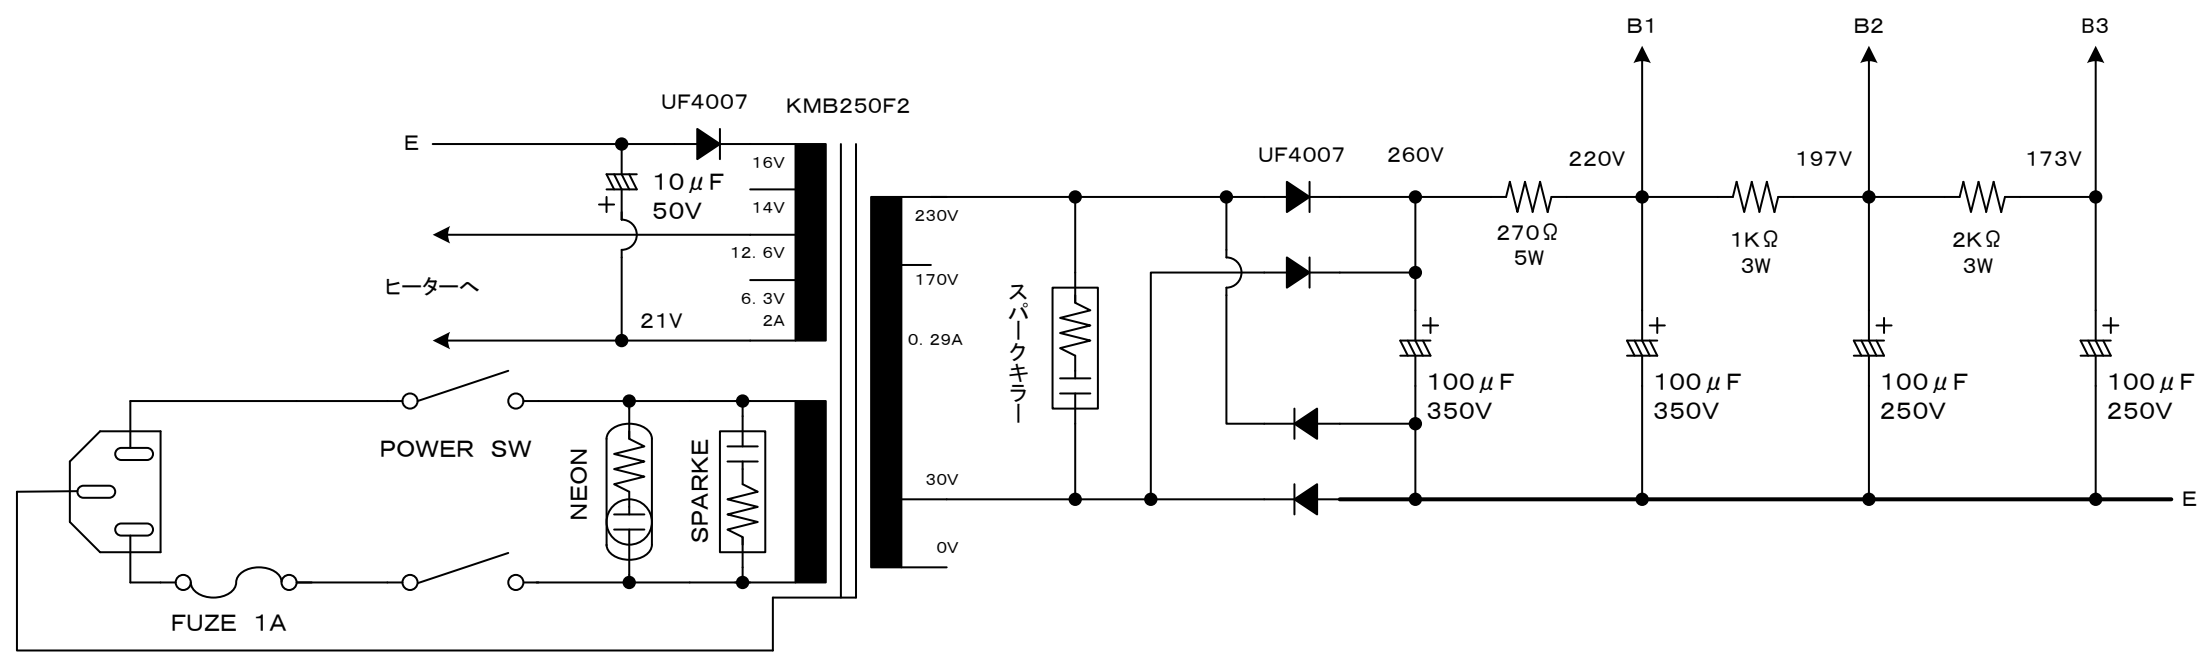 B1
B2
B3
UF4007
KMB250F2
E
16V
10μF
50V
14V
12. 6V
ヒーターへ
6. 3V
2A
21V
POWER SW
NEON
SPARKE
FUZE 1A
230V
170V
0. 29A
30V
0V
スパークキラー
UF4007
260V
220V
197V
173V
270Ω
5W
1KΩ
3W
2KΩ
3W
+
+
+
+
+
100μF
350V
100μF
350V
100μF
250V
100μF
250V
E